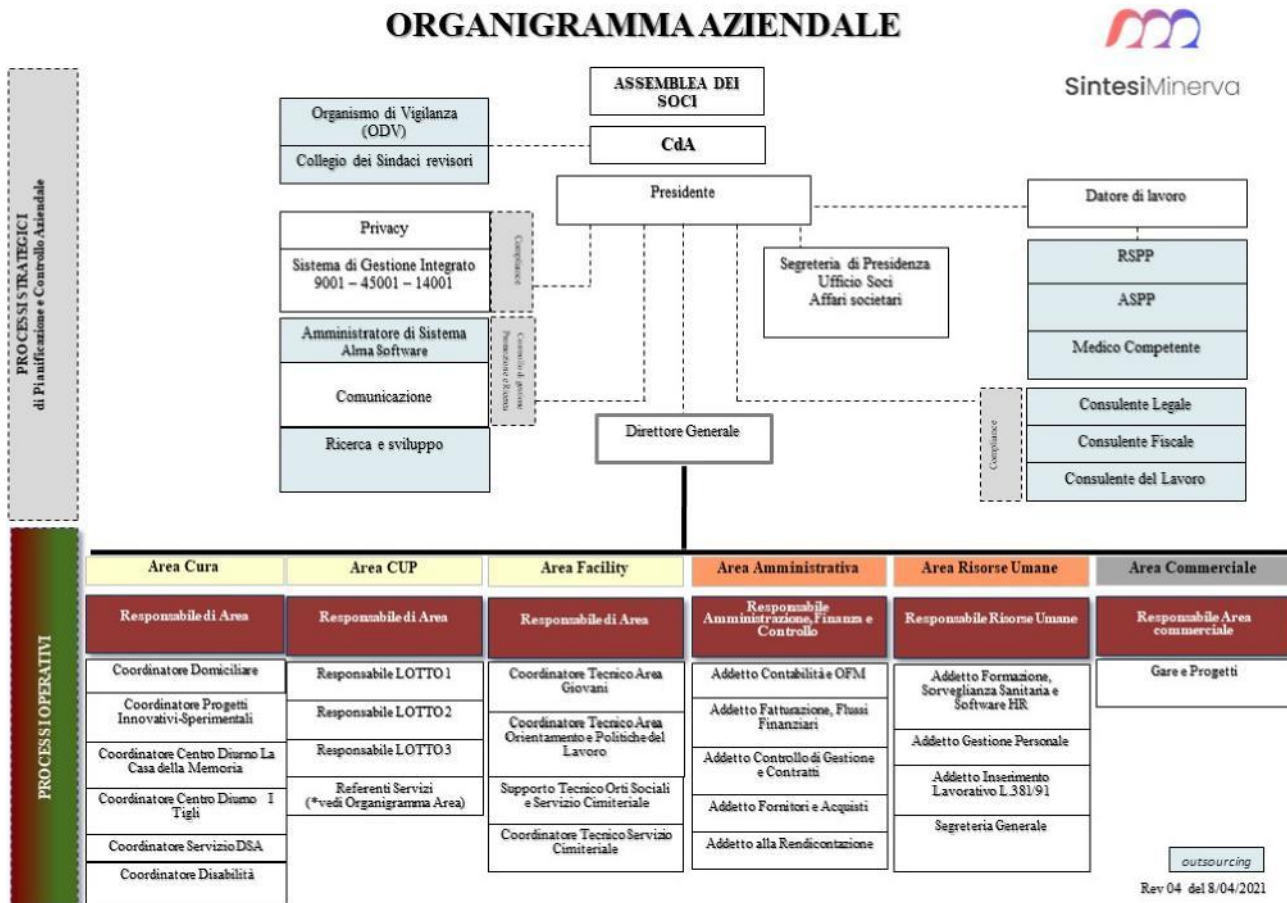 ORGANIGRAMMA AZIENDALE
SintesiMinerva
PROCESSI STRATEGICI
di Pianificazione e Controllo Aziendale
ASSEMBLEA DEI
SOCI
Organismo di Vigilanza
(ODV)
Collegio dei Sindaci revisori
CdA
Presidente
Datore di lavoro
Privacy
Sistema di Gestione Integrato
9001 – 45001 – 14001
Compliance
Segreteria di Presidenza
Ufficio Soci
Affari societari
RSPP
ASPP
Medico Competente
Amministratore di Sistema
Alma Software
Comunicazione
Ricerca e sviluppo
Controllo di gestione
Promozione e Ricerca
Direttore Generale
Compliance
Consulente Legale
Consulente Fiscale
Consulente del Lavoro
PROCESSI OPERATIVI
Area Cura
Responsabile di Area
Coordinatore Domiciliare
Coordinatore Progetti
Innovativi-Sperimentali
Coordinatore Centro Diurno La
Casa della Memoria
Coordinatore Centro Diurno I
Tigli
Coordinatore Servizio DSA
Coordinatore Disabilità
Area CUP
Responsabile di Area
Responsabile LOTTO 1
Responsabile LOTTO 2
Responsabile LOTTO 3
Referenti Servizi
(*vedi Organigramma Area)
Area Facility
Responsabile di Area
Coordinatore Tecnico Area
Giovani
Coordinatore Tecnico Area
Orientamento e Politiche del
Lavoro
Supporto Tecnico Orti Sociali
e Servizio Cimiteriale
Coordinatore Tecnico Servizio
Cimiteriale
Area Amministrativa
Responsabile
Amministrazione, Finanza e
Controllo
Addetto Contabilità e OFM
Addetto Fatturazione, Flussi
Finanziari
Addetto Controllo di Gestione
e Contratti
Addetto Fornitori e Acquisti
Addetto alla Rendicontazione
Area Risorse Umane
Responsabile Risorse Umane
Addetto Formazione,
Sorveglianza Sanitaria e
Software HR
Addetto Gestione Personale
Addetto Inserimento
Lavorativo L.381/91
Segreteria Generale
Area Commerciale
Responsabile Area
commerciale
Gare e Progetti
outsourcing
Rev 04 del 8/04/2021